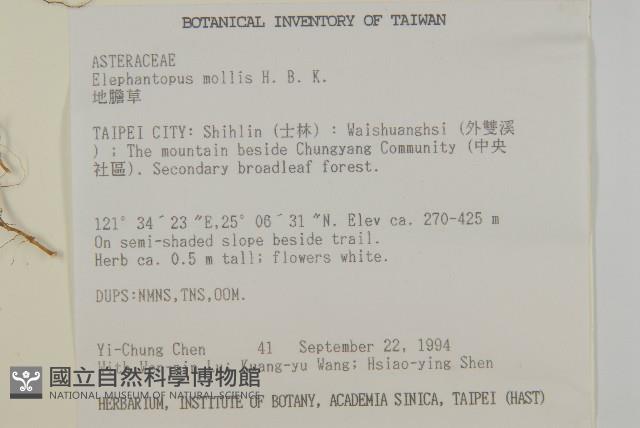 BOTANICAL INVENTORY OF TAIWAN
ASTERACEAE
Elephantopus mollis H. B. K.
地膽草
TAIPEI CITY: Shihlin (士林) : Waishuanghsi (外雙溪
) ; The mountain beside Chungyang Community (中央
社區). Secondary broadleaf forest.
121° 34´23 ″E,25° 06´31 ″N. Elev ca. 270-425 m
On semi-shaded slope beside trail.
Herb ca. 0.5 m tall; flowers white.
DUPS:NMNS,TNS,OOM.
Yi-Chung Chen 41 September 22, 1994
With Kuang-yu Wang; Hsiao-ying Shen
國立自然科學博物館
NATIONAL MUSEUM OF NATURAL SCIENCE
HERBARIUM, INSTITUTE OF BOTANY, ACADEMIA SINICA, TAIPEI (HAST)